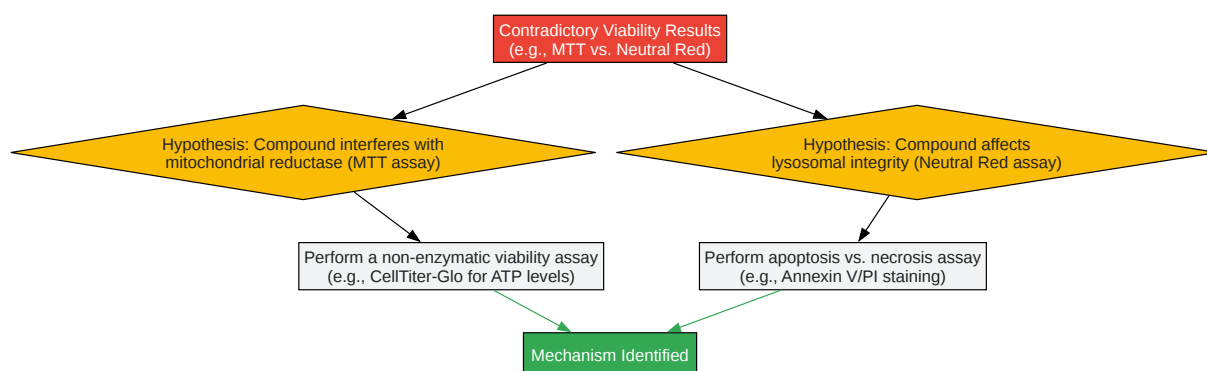 Contradictory Viability Results
(e.g., MTT vs. Neutral Red)
Hypothesis: Compound interferes with
mitochondrial reductase (MTT assay)
Hypothesis: Compound affects
lysosomal integrity (Neutral Red assay)
Perform a non-enzymatic viability assay
(e.g., CellTiter-Glo for ATP levels)
Perform apoptosis vs. necrosis assay
(e.g., Annexin V/PI staining)
Mechanism Identified